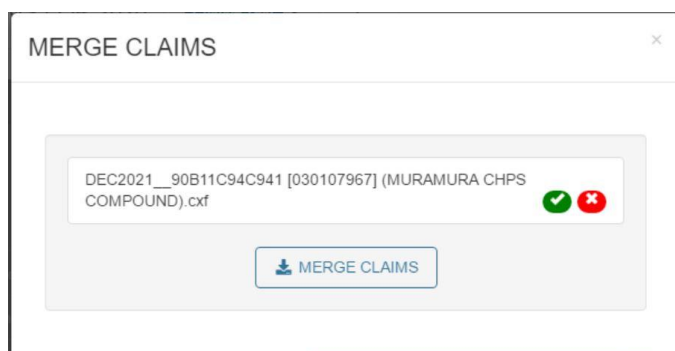 MERGE CLAIMS
×
DEC2021__90B11C94C941 [030107967] (MURAMURA CHPS
COMPOUND).cxf
MERGE CLAIMS